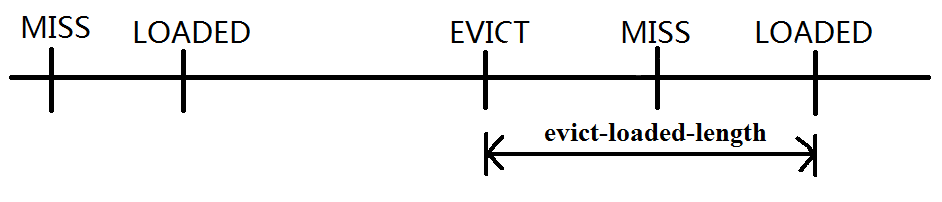 MISS LOADED EVICT MISS LOADED
evict-loaded-length